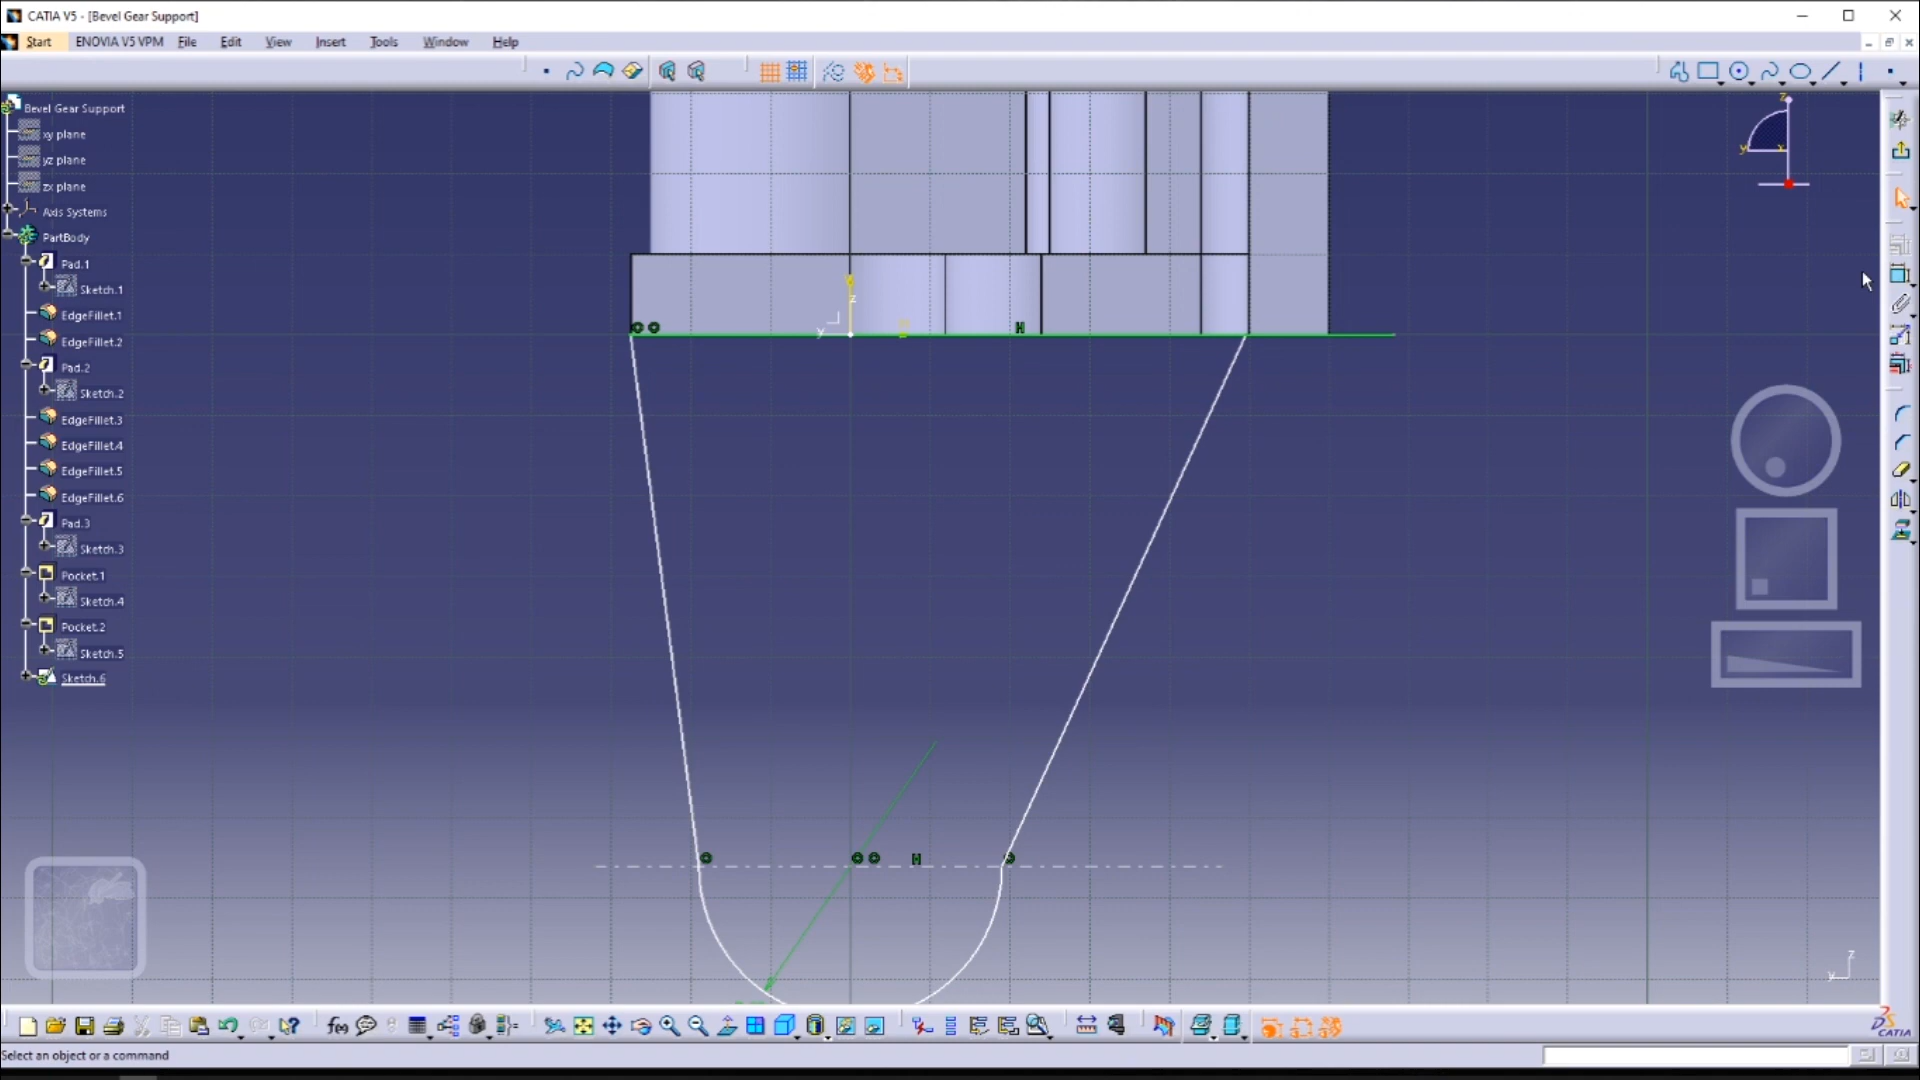 CATIA V5 - [Bevel Gear Support]
Start ENOVIA V5 VPM File Edit View Insert Tools Window Help
Bevel Gear Support
xy plane
yz plane
zx plane
Axis Systems
PartBody
Pad.1
Sketch.1
EdgeFillet.1
EdgeFillet.2
Pad.2
Sketch.2
EdgeFillet.3
EdgeFillet.4
EdgeFillet.5
EdgeFillet.6
Pad.3
Sketch.3
Pocket.1
Sketch.4
Pocket.2
Sketch.5
Sketch.6
z
y
x
z
y
H
H
z
y
CATIA
Select an object or a command